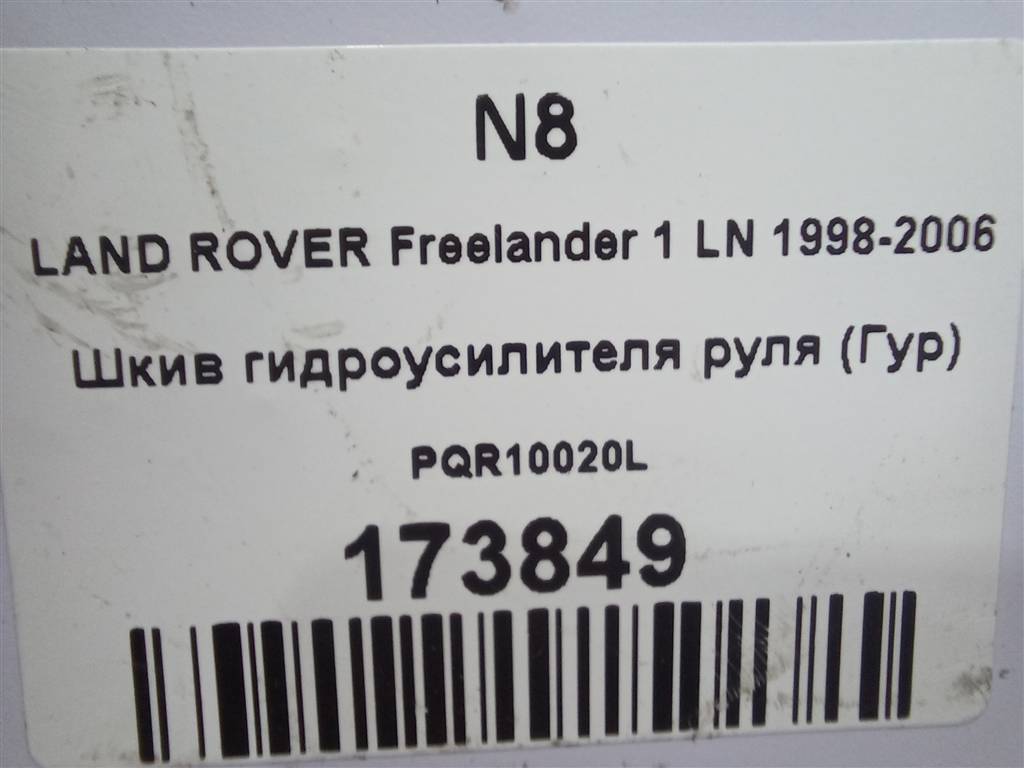 N8
LAND ROVER Freelander 1 LN 1998-2006
Шкив гидроусилителя руля (Гур)
PQR10020L
173849